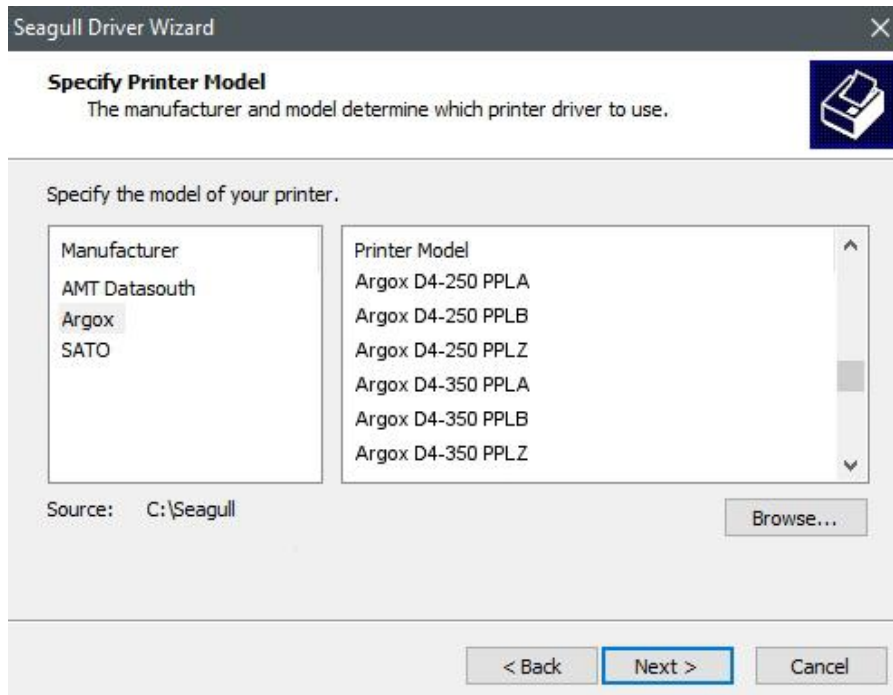 Seagull Driver Wizard
Specify Printer Model
The manufacturer and model determine which printer driver to use.
Specify the model of your printer.
Manufacturer
AMT Datasouth
Argox
SATO
Printer Model
Argox D4-250 PPLA
Argox D4-250 PPLB
Argox D4-250 PPLZ
Argox D4-350 PPLA
Argox D4-350 PPLB
Argox D4-350 PPLZ
Source: C:\Seagull
Browse...
< Back
Next >
Cancel